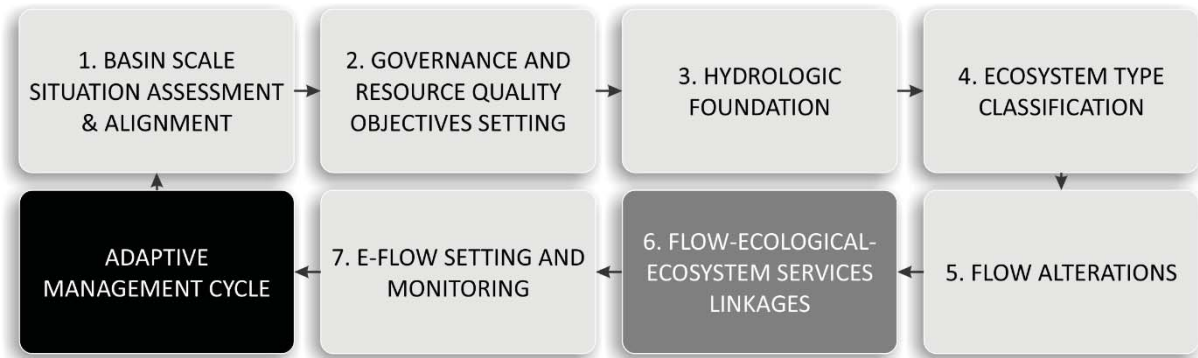 1. BASIN SCALE
SITUATION ASSESSMENT
& ALIGNMENT
2. GOVERNANCE AND
RESOURCE QUALITY
OBJECTIVES SETTING
3. HYDROLOGIC
FOUNDATION
4. ECOSYSTEM TYPE
CLASSIFICATION
5. FLOW ALTERATIONS
6. FLOW-ECOLOGICAL-
ECOSYSTEM SERVICES
LINKAGES
7. E-FLOW SETTING AND
MONITORING
ADAPTIVE
MANAGEMENT CYCLE